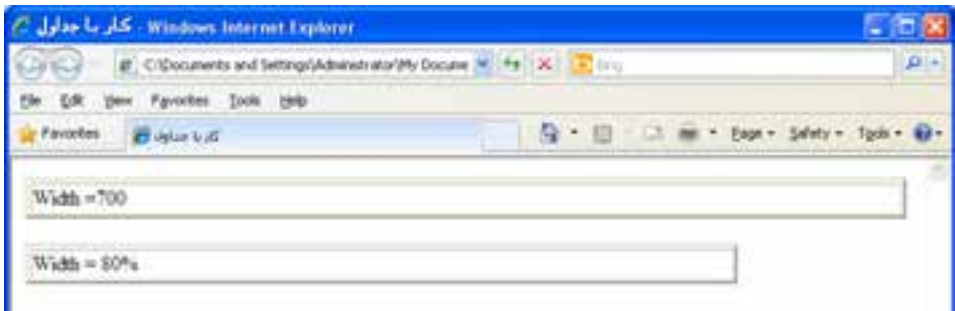 کار با جداول - Windows Internet Explorer
C:\Documents and Settings\Administrator\My Docume Bing
File Edit View Favorites Tools Help
Favorites کار با جداول Page Safety Tools
Width =700
Width = 80%